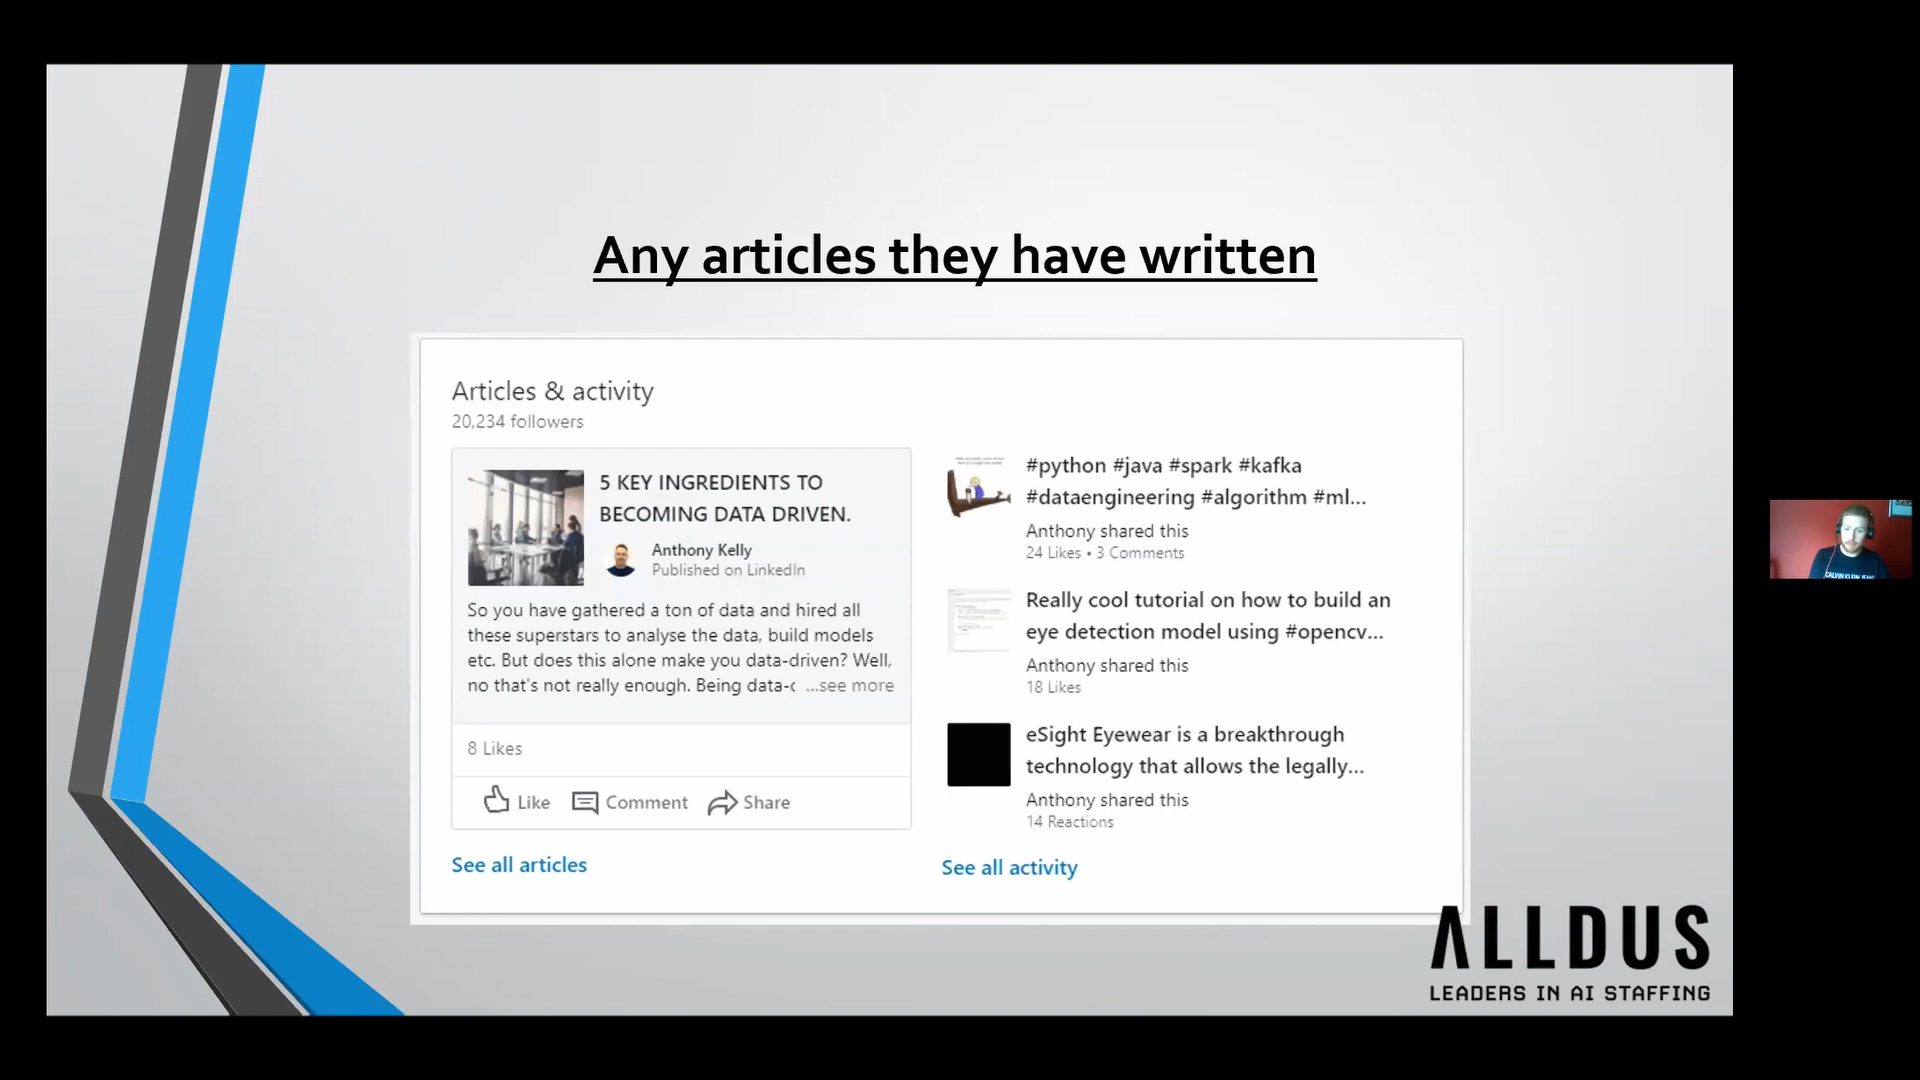 Any articles they have written
Articles & activity
20,234 followers
5 KEY INGREDIENTS TO
BECOMING DATA DRIVEN.
Anthony Kelly
Published on LinkedIn
So you have gathered a ton of data and hired all
these superstars to analyse the data, build models
etc. But does this alone make you data-driven? Well,
no that's not really enough. Being data-c ...see more
8 Likes
Like Comment Share
See all articles
#python #java #spark #kafka
#dataengineering #algorithm #ml...
Anthony shared this
24 Likes • 3 Comments
Really cool tutorial on how to build an
eye detection model using #opencv...
Anthony shared this
18 Likes
eSight Eyewear is a breakthrough
technology that allows the legally...
Anthony shared this
14 Reactions
See all activity
ALLDUS
LEADERS IN AI STAFFING
CALVIN KLEIN JEANS